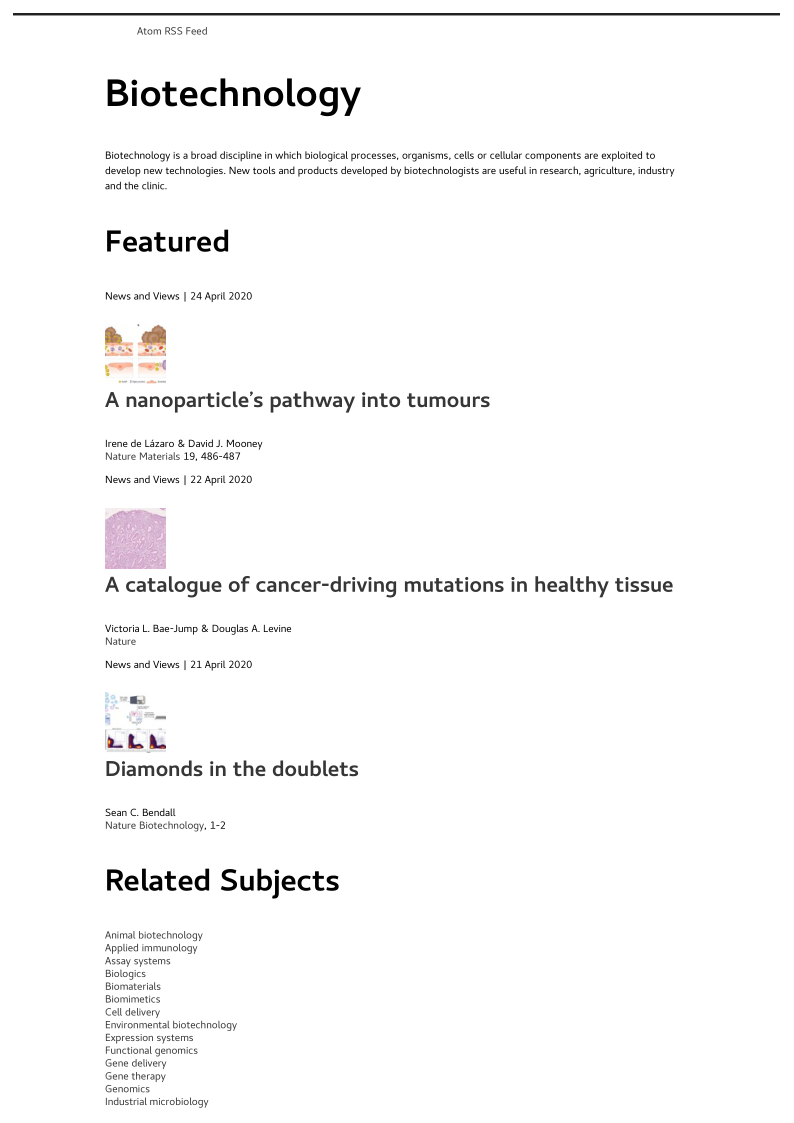 Atom RSS Feed
Biotechnology
Biotechnology is a broad discipline in which biological processes, organisms, cells or cellular components are exploited to
develop new technologies. New tools and products developed by biotechnologists are useful in research, agriculture, industry
and the clinic.
Featured
News and Views | 24 April 2020
A nanoparticle’s pathway into tumours
Irene de Lázaro & David J. Mooney
Nature Materials 19, 486-487
News and Views | 22 April 2020
A catalogue of cancer-driving mutations in healthy tissue
Victoria L. Bae-Jump & Douglas A. Levine
Nature
News and Views | 21 April 2020
Diamonds in the doublets
Sean C. Bendall
Nature Biotechnology, 1-2
Related Subjects
Animal biotechnology
Applied immunology
Assay systems
Biologics
Biomaterials
Biomimetics
Cell delivery
Environmental biotechnology
Expression systems
Functional genomics
Gene delivery
Gene therapy
Genomics
Industrial microbiology